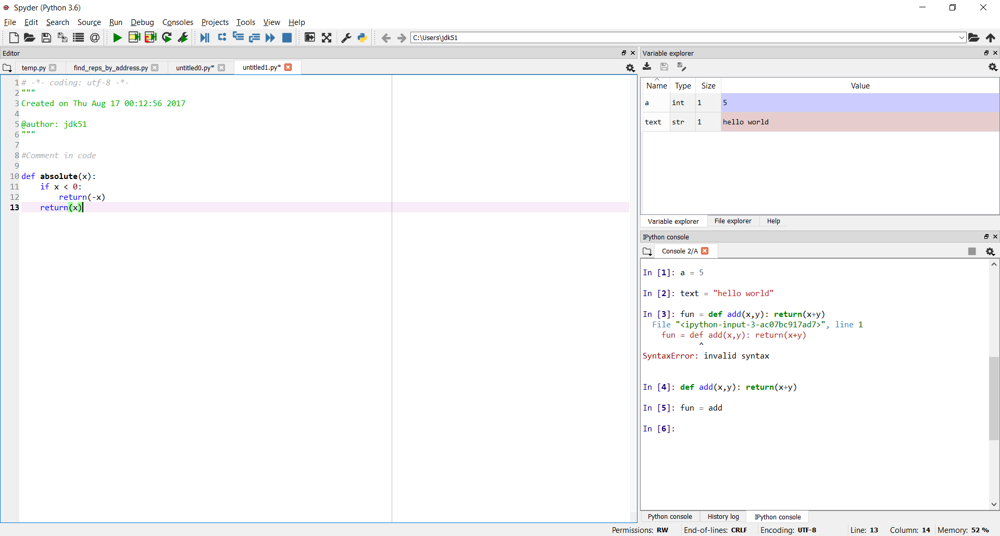 Spyder (Python 3.6)
File Edit Search Source Run Debug Consoles Projects Tools View Help
C:\Users\jdk51
Editor
temp.py find_reps_by_address.py untitled0.py* untitled1.py*
1 # -*- coding: utf-8 -*-
2 """
3 Created on Thu Aug 17 00:12:56 2017
4
5 @author: jdk51
6 """
7
8 #Comment in code
9
10 def absolute(x):
11     if x < 0:
12         return(-x)
13     return(x)
Variable explorer
Name Type Size Value
a int 1 5
text str 1 hello world
Variable explorer File explorer Help
IPython console
Console 2/A
In [1]: a = 5
In [2]: text = "hello world"
In [3]: fun = def add(x,y): return(x+y)
  File "<ipython-input-3-ac07bc917ad7>", line 1
    fun = def add(x,y): return(x+y)
            ^
SyntaxError: invalid syntax
In [4]: def add(x,y): return(x+y)
In [5]: fun = add
In [6]:
Python console History log IPython console
Permissions: RW End-of-lines: CRLF Encoding: UTF-8 Line: 13 Column: 14 Memory: 52 %